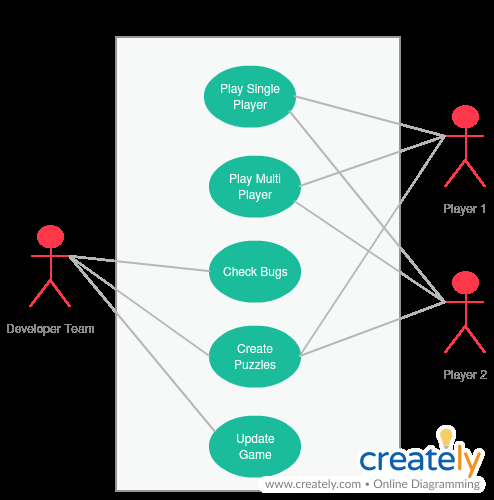 Play Single
Player
Play Multi
Player
Player 1
Check Bugs
Developer Team
Create
Puzzles
Player 2
Update
Game
creately
www.creately.com • Online Diagramming